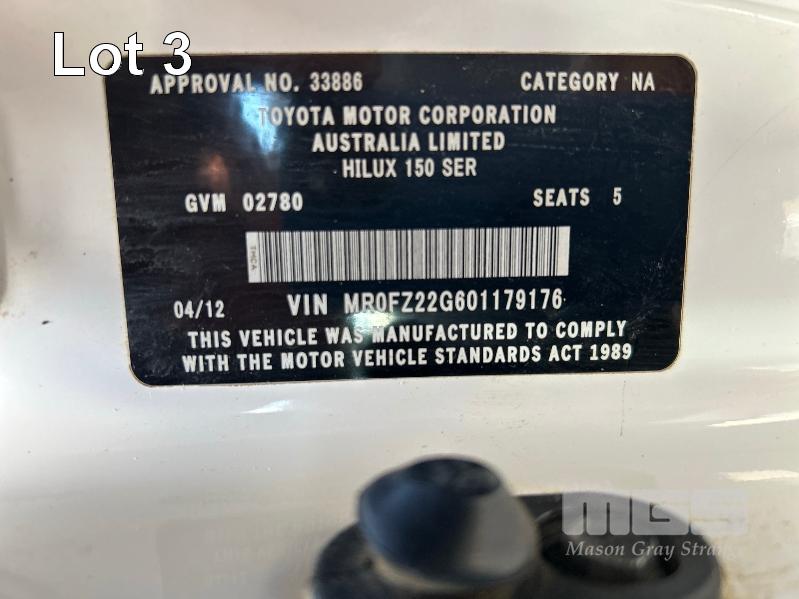 Lot 3
APPROVAL NO. 33886 CATEGORY NA
TOYOTA MOTOR CORPORATION
AUSTRALIA LIMITED
HILUX 150 SER
GVM 02780 SEATS 5
TMCA
04/12 VIN MR0FZ22G601179176
THIS VEHICLE WAS MANUFACTURED TO COMPLY
WITH THE MOTOR VEHICLE STANDARDS ACT 1989
MGS
Mason Gray Strang